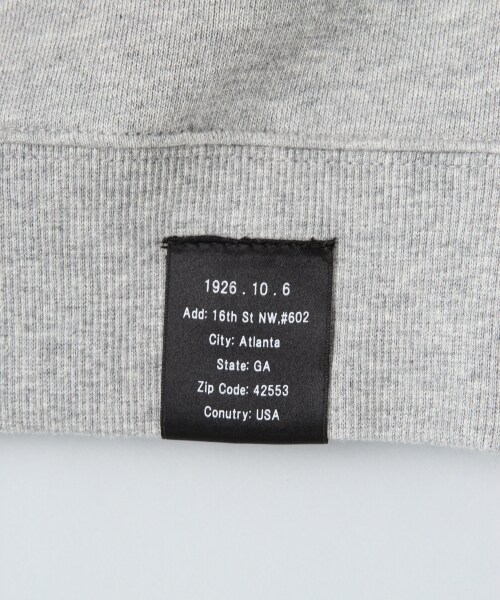 1926 . 10 . 6
Add: 16th St NW,#602
City: Atlanta
State: GA
Zip Code: 42553
Conutry: USA